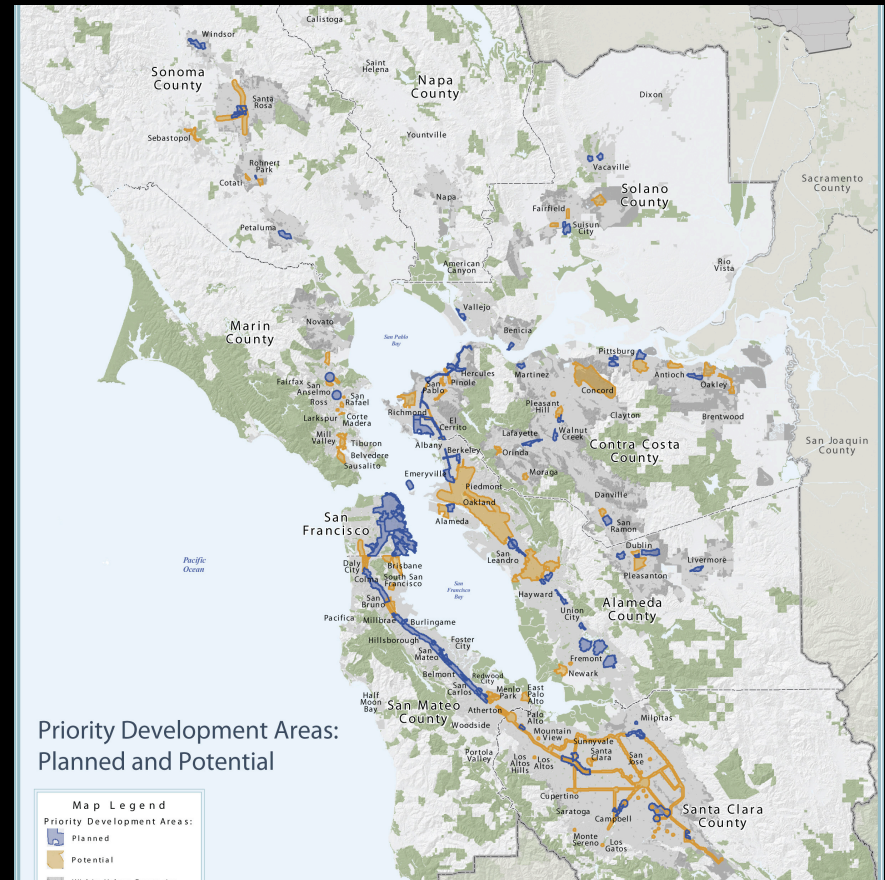 Calistoga
Windsor
Sonoma
County
Saint
Helena
Napa
County
Dixon
Santa
Rosa
Sebastopol
Yountville
Vacaville
Rohnert
Park
Cotati
Sacramento
County
Solano
County
Napa
Fairfield
Suisun
City
Petaluma
American
Canyon
Rio
Vista
Vallejo
Novato
Marin
County
Benicia
San Pablo
Bay
Pittsburg
Hercules
Martinez
Antioch
Oakley
San
Pablo
Pinole
Fairfax
San
Anselmo
Ross
San
Rafael
Concord
Pleasant
Hill
Richmond
Larkspur
Corte
Madera
Clayton
Brentwood
El
Cerrito
Mill
Valley
Tiburon
Albany
Lafayette
Walnut
Creek
Contra Costa
County
San Joaquin
County
Belvedere
Berkeley
Orinda
Sausalito
Emeryville
Moraga
Piedmont
Danville
Oakland
San
Francisco
Alameda
San
Ramon
Dublin
San
Leandro
Livermore
Pacific
Ocean
Daly
City
Brisbane
Pleasanton
Colma
South San
Francisco
San
Francisco
Bay
Hayward
San
Bruno
Alameda
County
Union
City
Pacifica
Millbrae
Burlingame
Hillsborough
Foster
City
San
Mateo
Fremont
Belmont
Redwood
City
Newark
San
Carlos
Menlo
Park
East
Palo
Alto
Half
Moon
Bay
San Mateo
County
Atherton
Palo
Alto
Milpitas
Woodside
Priority Development Areas:
Planned and Potential
Mountain
View
Sunnyvale
Portola
Valley
Los
Altos
Hills
Los
Altos
Santa
Clara
San
Jose
Cupertino
Saratoga
Campbell
Santa Clara
County
Monte
Sereno
Los
Gatos
Map Legend
Priority Development Areas:
Planned
Potential